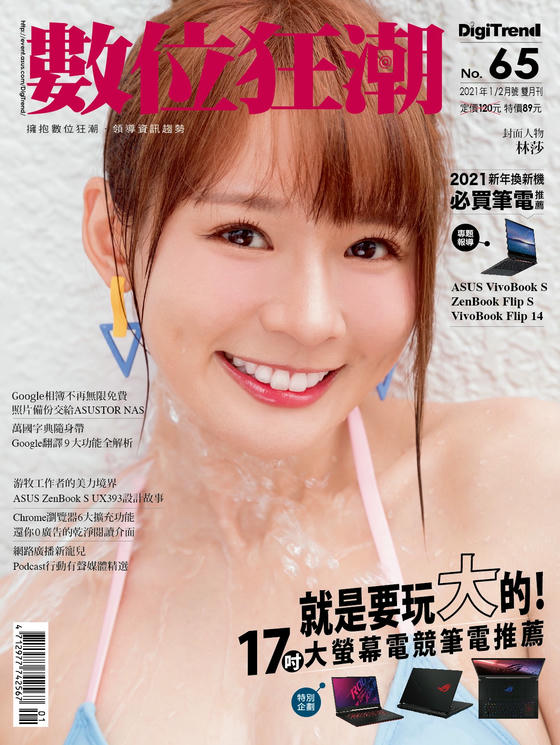 http://event.asus.com/DigiTrend/
數位狂潮
擁抱數位狂潮．領導資訊趨勢
DigiTrend
No. 65
2021年1/2月號 雙月刊
定價120元 特價89元
封面人物
林莎
2021新年換新機
必買筆電推薦
專題報導
ASUS VivoBook S
ZenBook Flip S
VivoBook Flip 14
Google相簿不再無限免費
照片備份交給ASUSTOR NAS
萬國字典隨身帶
Google翻譯9大功能全解析
游牧工作者的美力境界
ASUS ZenBook S UX393設計故事
Chrome瀏覽器6大擴充功能
還你0廣告的乾淨閱讀介面
網路廣播新寵兒
Podcast行動有聲媒體精選
就是要玩大的!
17吋大螢幕電競筆電推薦
特別企劃
4712977742567
01